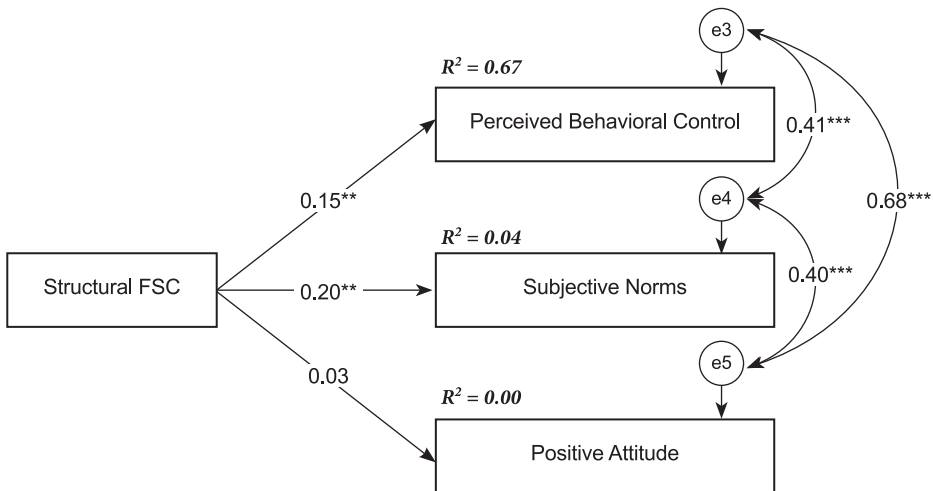 e3
R² = 0.67
Perceived Behavioral Control
0.41***
0.15**
e4
0.68***
R² = 0.04
Structural FSC
0.20**
Subjective Norms
0.40***
e5
0.03
R² = 0.00
Positive Attitude